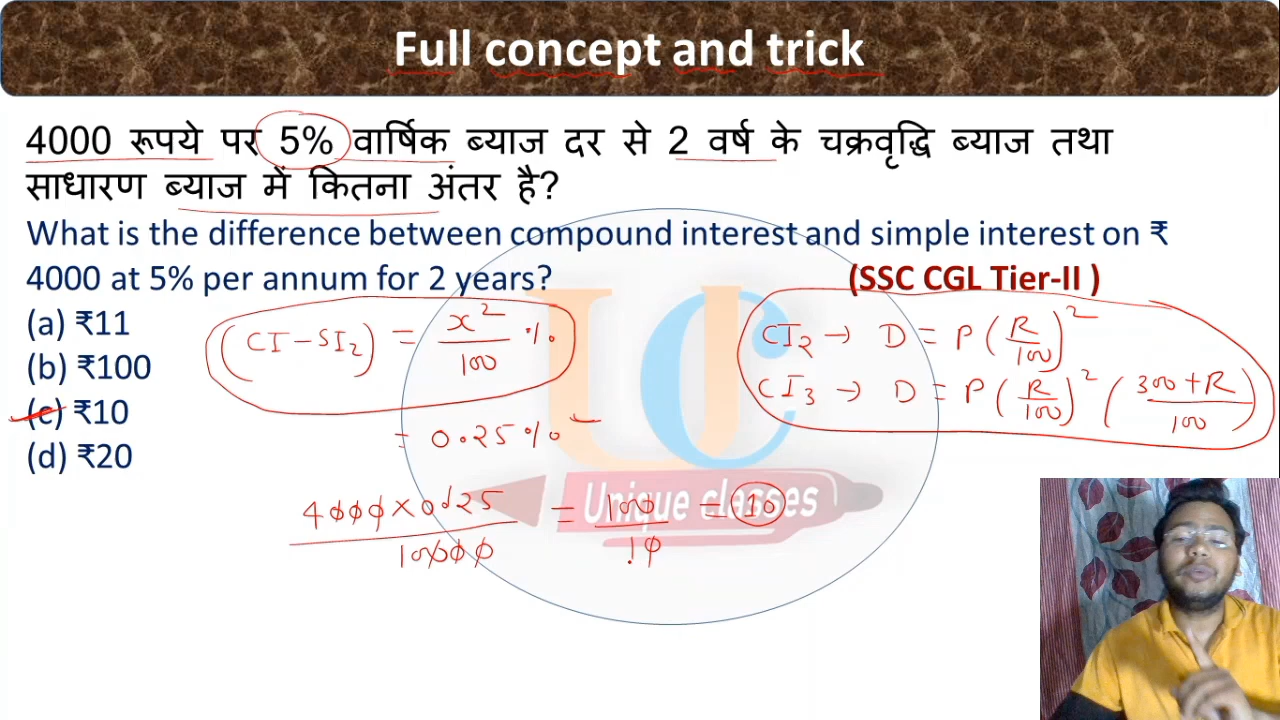 Full concept and trick
4000 रूपये पर 5% वार्षिक ब्याज दर से 2 वर्ष के चक्रवृद्धि ब्याज तथा
साधारण ब्याज में कितना अंतर है?
What is the difference between compound interest and simple interest on ₹
4000 at 5% per annum for 2 years?
(SSC CGL Tier-II )
(a) ₹11
(b) ₹100
(c) ₹10
(d) ₹20
(CI-SI₂) = x²/100 %
= 0.25%
4000×0.25/10000 = 100/10 = 10
CI₂ → D = P(R/100)²
CI₃ → D = P(R/100)²(300+R/100)
UC
Unique classes